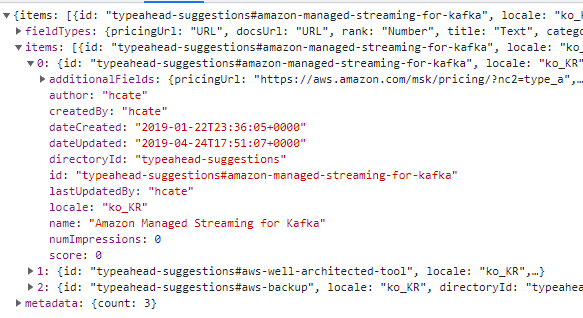 {items: [{id: "typeahead-suggestions#amazon-managed-streaming-for-kafka", locale: "ko_K
fieldTypes: {pricingUrl: "URL", docsUrl: "URL", rank: "Number", title: "Text", categ
items: [{id: "typeahead-suggestions#amazon-managed-streaming-for-kafka", locale: "ko_
0: {id: "typeahead-suggestions#amazon-managed-streaming-for-kafka", locale: "ko_KR"
additionalFields: {pricingUrl: "https://aws.amazon.com/msk/pricing/?nc2=type_a",…
author: "hcate"
createdBy: "hcate"
dateCreated: "2019-01-22T23:36:05+0000"
dateUpdated: "2019-04-24T17:51:07+0000"
directoryId: "typeahead-suggestions"
id: "typeahead-suggestions#amazon-managed-streaming-for-kafka"
lastUpdatedBy: "hcate"
locale: "ko_KR"
name: "Amazon Managed Streaming for Kafka"
numImpressions: 0
score: 0
1: {id: "typeahead-suggestions#aws-well-architected-tool", locale: "ko_KR",…}
2: {id: "typeahead-suggestions#aws-backup", locale: "ko_KR", directoryId: "typeahea
metadata: {count: 3}